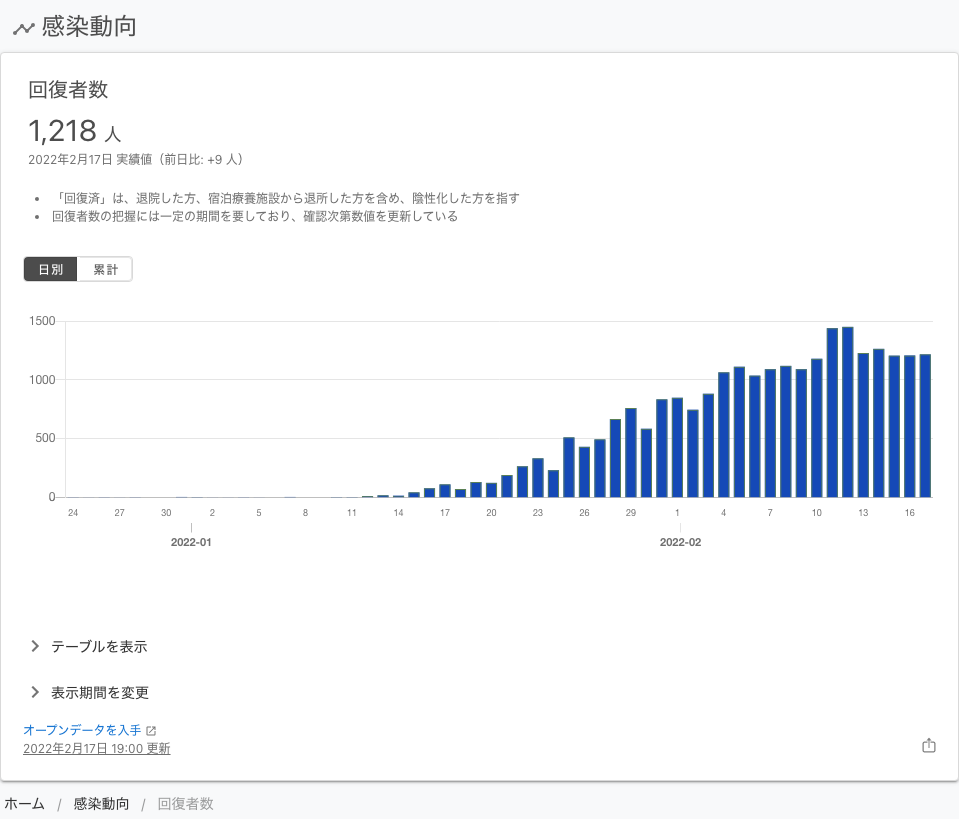 感染動向
回復者数
1,218 人
2022年2月17日 実績値（前日比: +9 人）
• 「回復済」は、退院した方、宿泊療養施設から退所した方を含め、陰性化した方を指す
• 回復者数の把握には一定の期間を要しており、確認次第数値を更新している
日別 累計
1500
1000
500
0
24 27 30 2 5 8 11 14 17 20 23 26 29 1 4 7 10 13 16
2022-01 2022-02
テーブルを表示
表示期間を変更
オープンデータを入手
2022年2月17日 19:00 更新
ホーム / 感染動向 / 回復者数